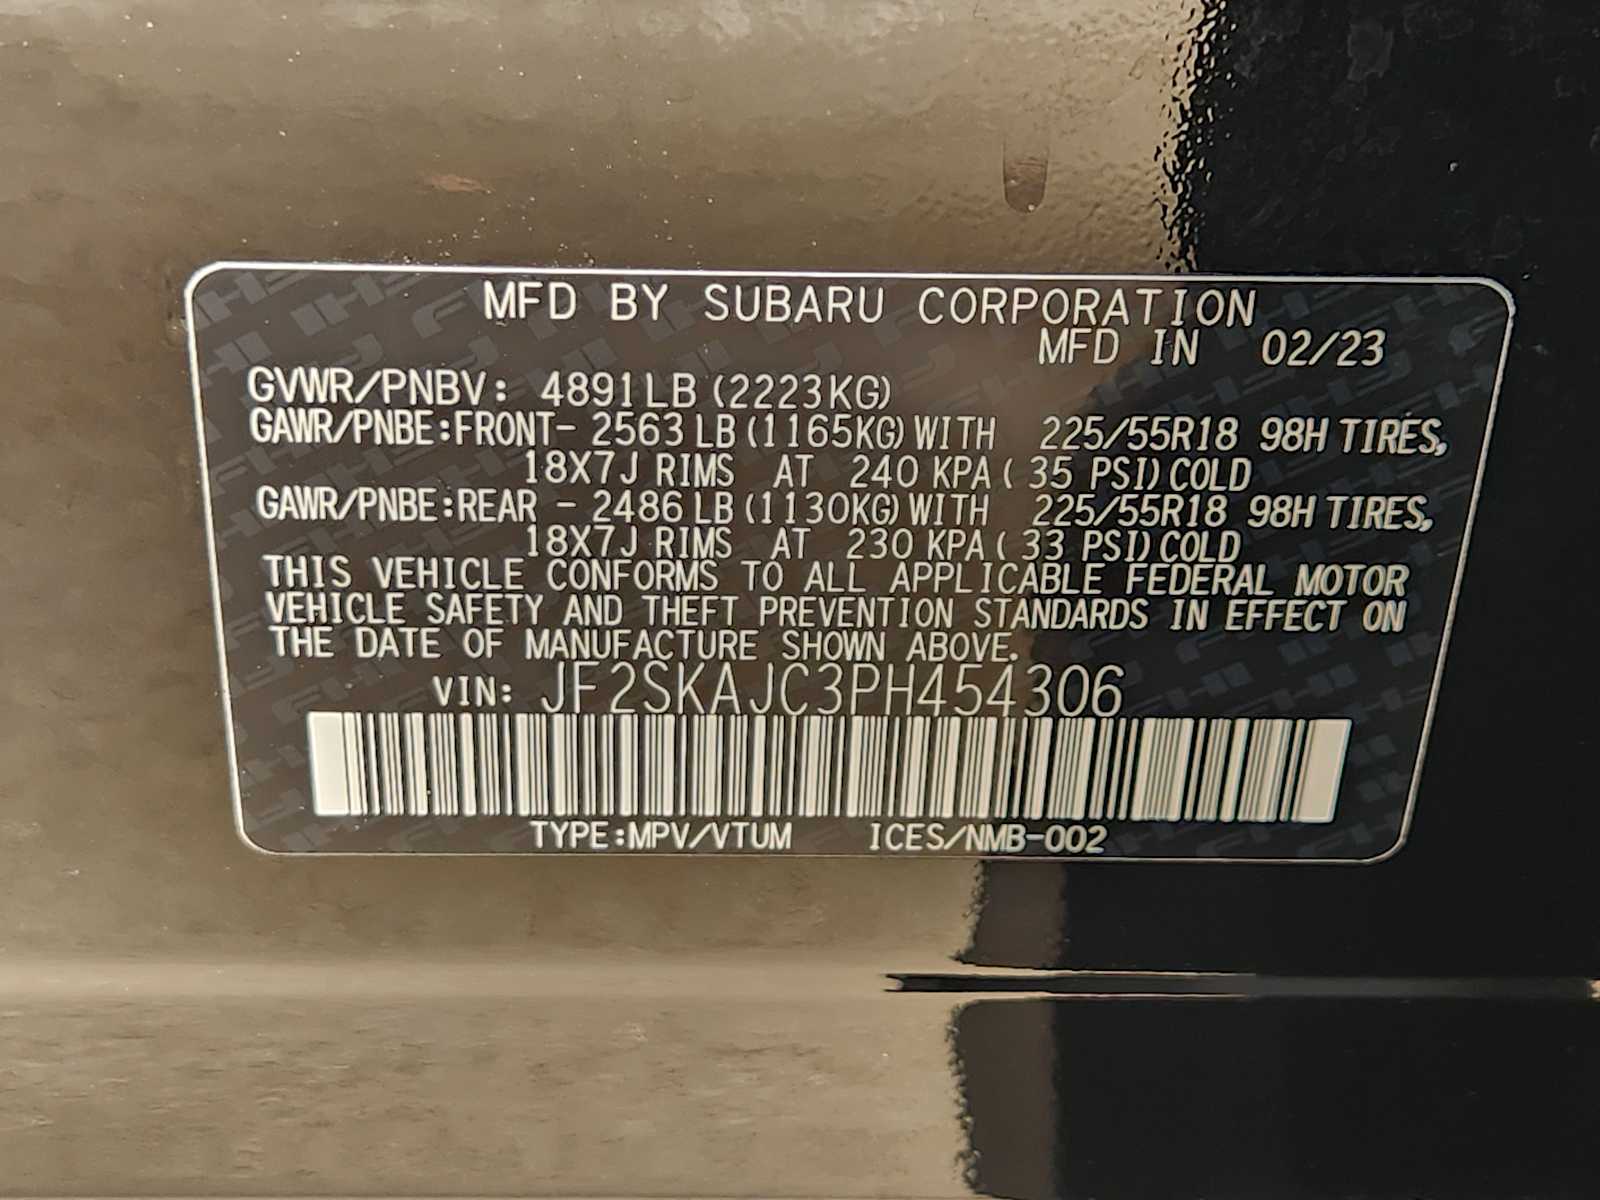 MFD BY SUBARU CORPORATION
MFD IN 02/23
GVWR/PNBV: 4891LB (2223KG)
GAWR/PNBE:FRONT- 2563 LB (1165KG) WITH 225/55R18 98H TIRES,
18X7J RIMS AT 240 KPA ( 35 PSI) COLD
GAWR/PNBE:REAR - 2486 LB (1130KG) WITH 225/55R18 98H TIRES,
18X7J RIMS AT 230 KPA ( 33 PSI) COLD
THIS VEHICLE CONFORMS TO ALL APPLICABLE FEDERAL MOTOR
VEHICLE SAFETY AND THEFT PREVENTION STANDARDS IN EFFECT ON
THE DATE OF MANUFACTURE SHOWN ABOVE.
VIN: JF2SKAJC3PH454306
TYPE:MPV/VTUM ICES/NMB-002